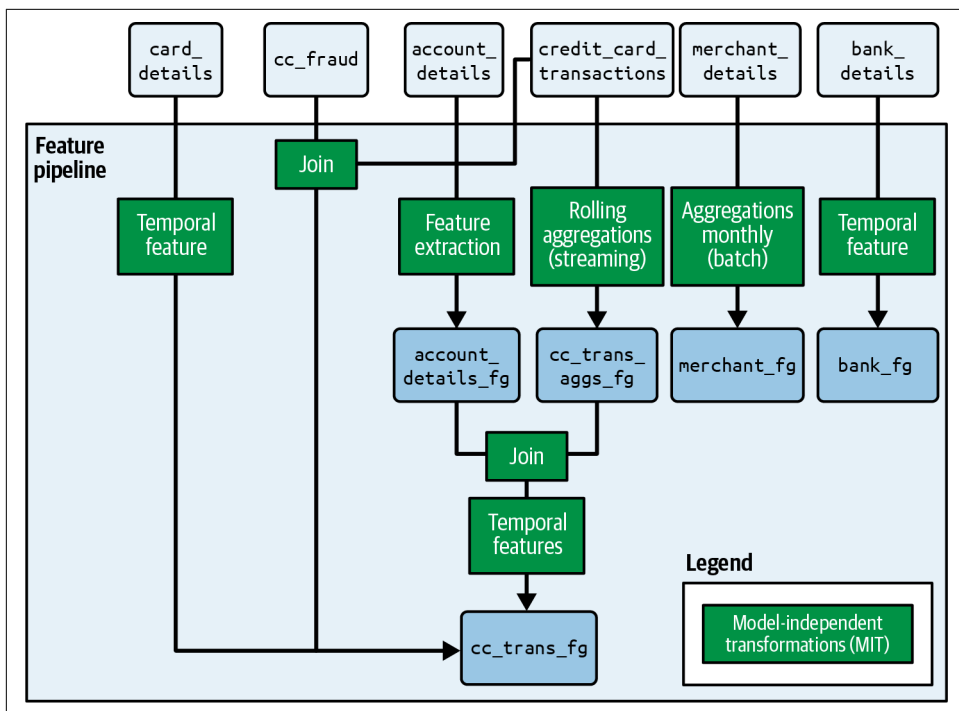 card_
details
cc_fraud
account_
details
credit_card_
transactions
merchant_
details
bank_
details
Feature
pipeline
Join
Temporal
feature
Feature
extraction
Rolling
aggregations
(streaming)
Aggregations
monthly
(batch)
Temporal
feature
account_
details_fg
cc_trans_
aggs_fg
merchant_fg
bank_fg
Join
Temporal
features
cc_trans_fg
Legend
Model-independent
transformations (MIT)